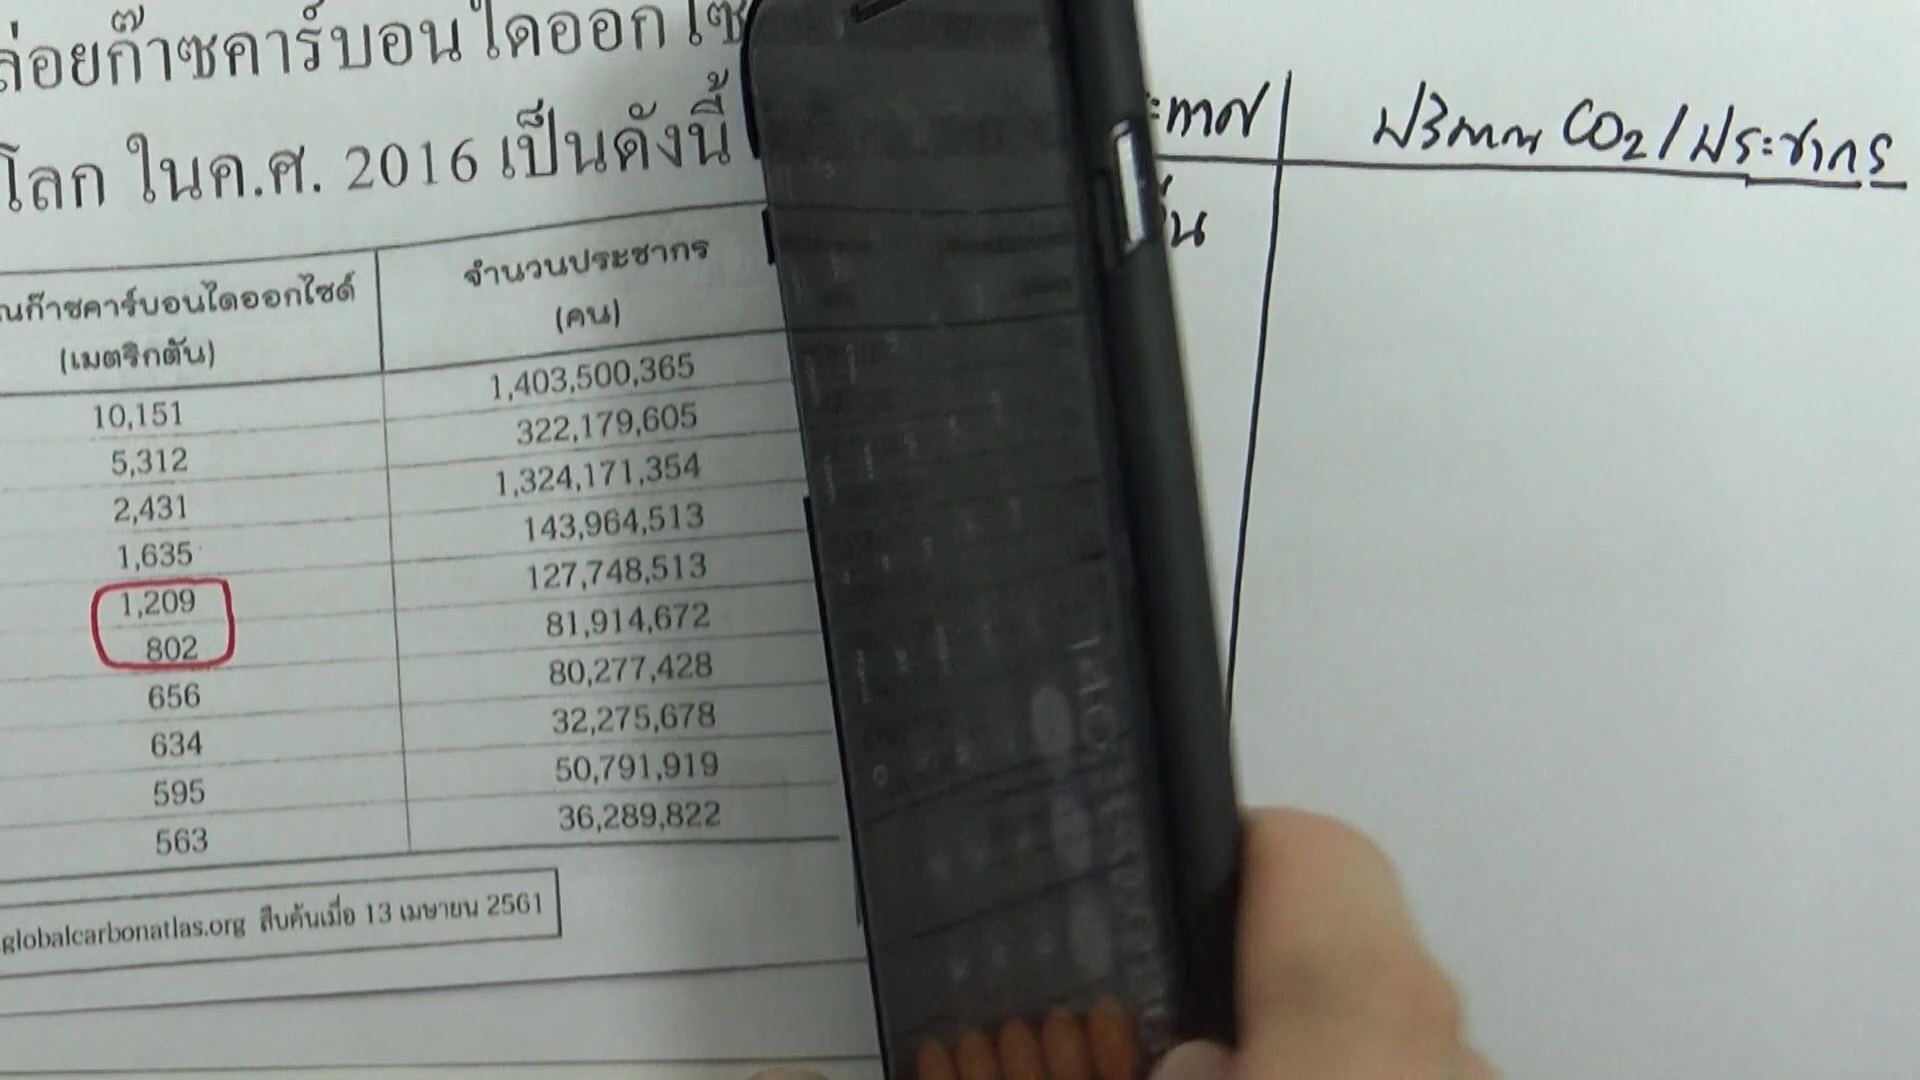 ล่อยก๊าซคาร์บอนไดออกไซ
โลก ในค.ศ. 2016 เป็นดังนี้
ณก๊าซคาร์บอนไดออกไซด์
(เมตริกตัน)
จำนวนประชากร
(คน)
10,151 1,403,500,365
5,312 322,179,605
2,431 1,324,171,354
1,635 143,964,513
1,209 127,748,513
802 81,914,672
656 80,277,428
634 32,275,678
595 50,791,919
563 36,289,822
globalcarbonatlas.org สืบค้นเมื่อ 13 เมษายน 2561
ปริมาณ CO2/ประชากร